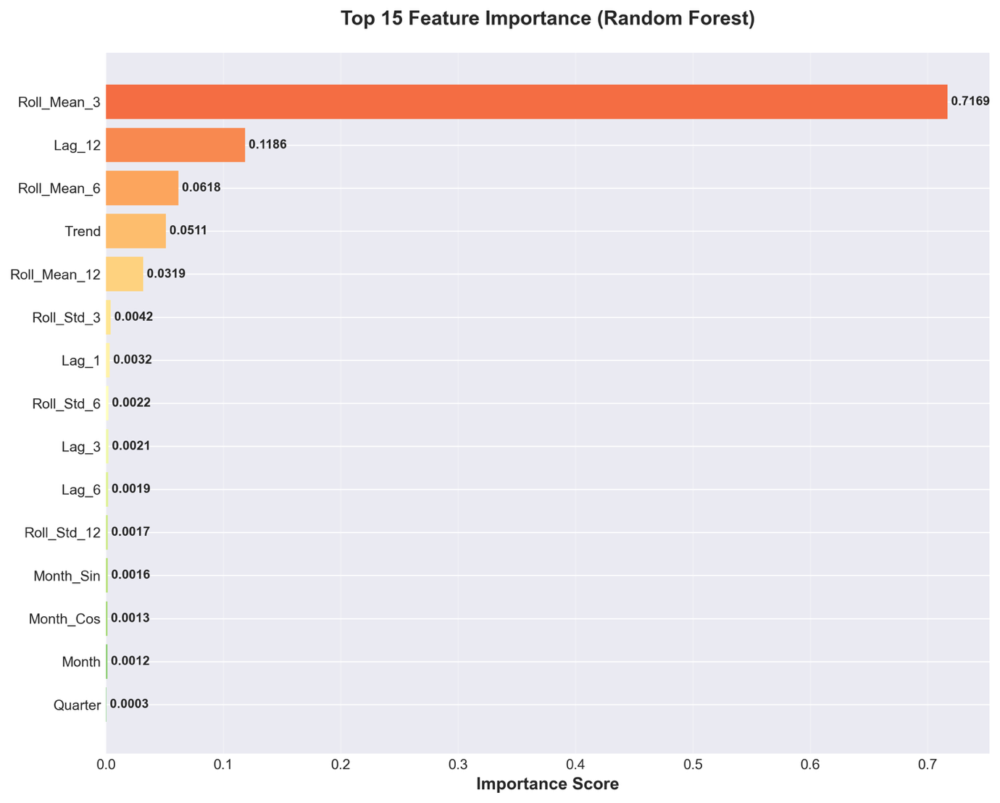 Top 15 Feature Importance (Random Forest)
Roll_Mean_3 0.7169
Lag_12 0.1186
Roll_Mean_6 0.0618
Trend 0.0511
Roll_Mean_12 0.0319
Roll_Std_3 0.0042
Lag_1 0.0032
Roll_Std_6 0.0022
Lag_3 0.0021
Lag_6 0.0019
Roll_Std_12 0.0017
Month_Sin 0.0016
Month_Cos 0.0013
Month 0.0012
Quarter 0.0003
0.0 0.1 0.2 0.3 0.4 0.5 0.6 0.7
Importance Score